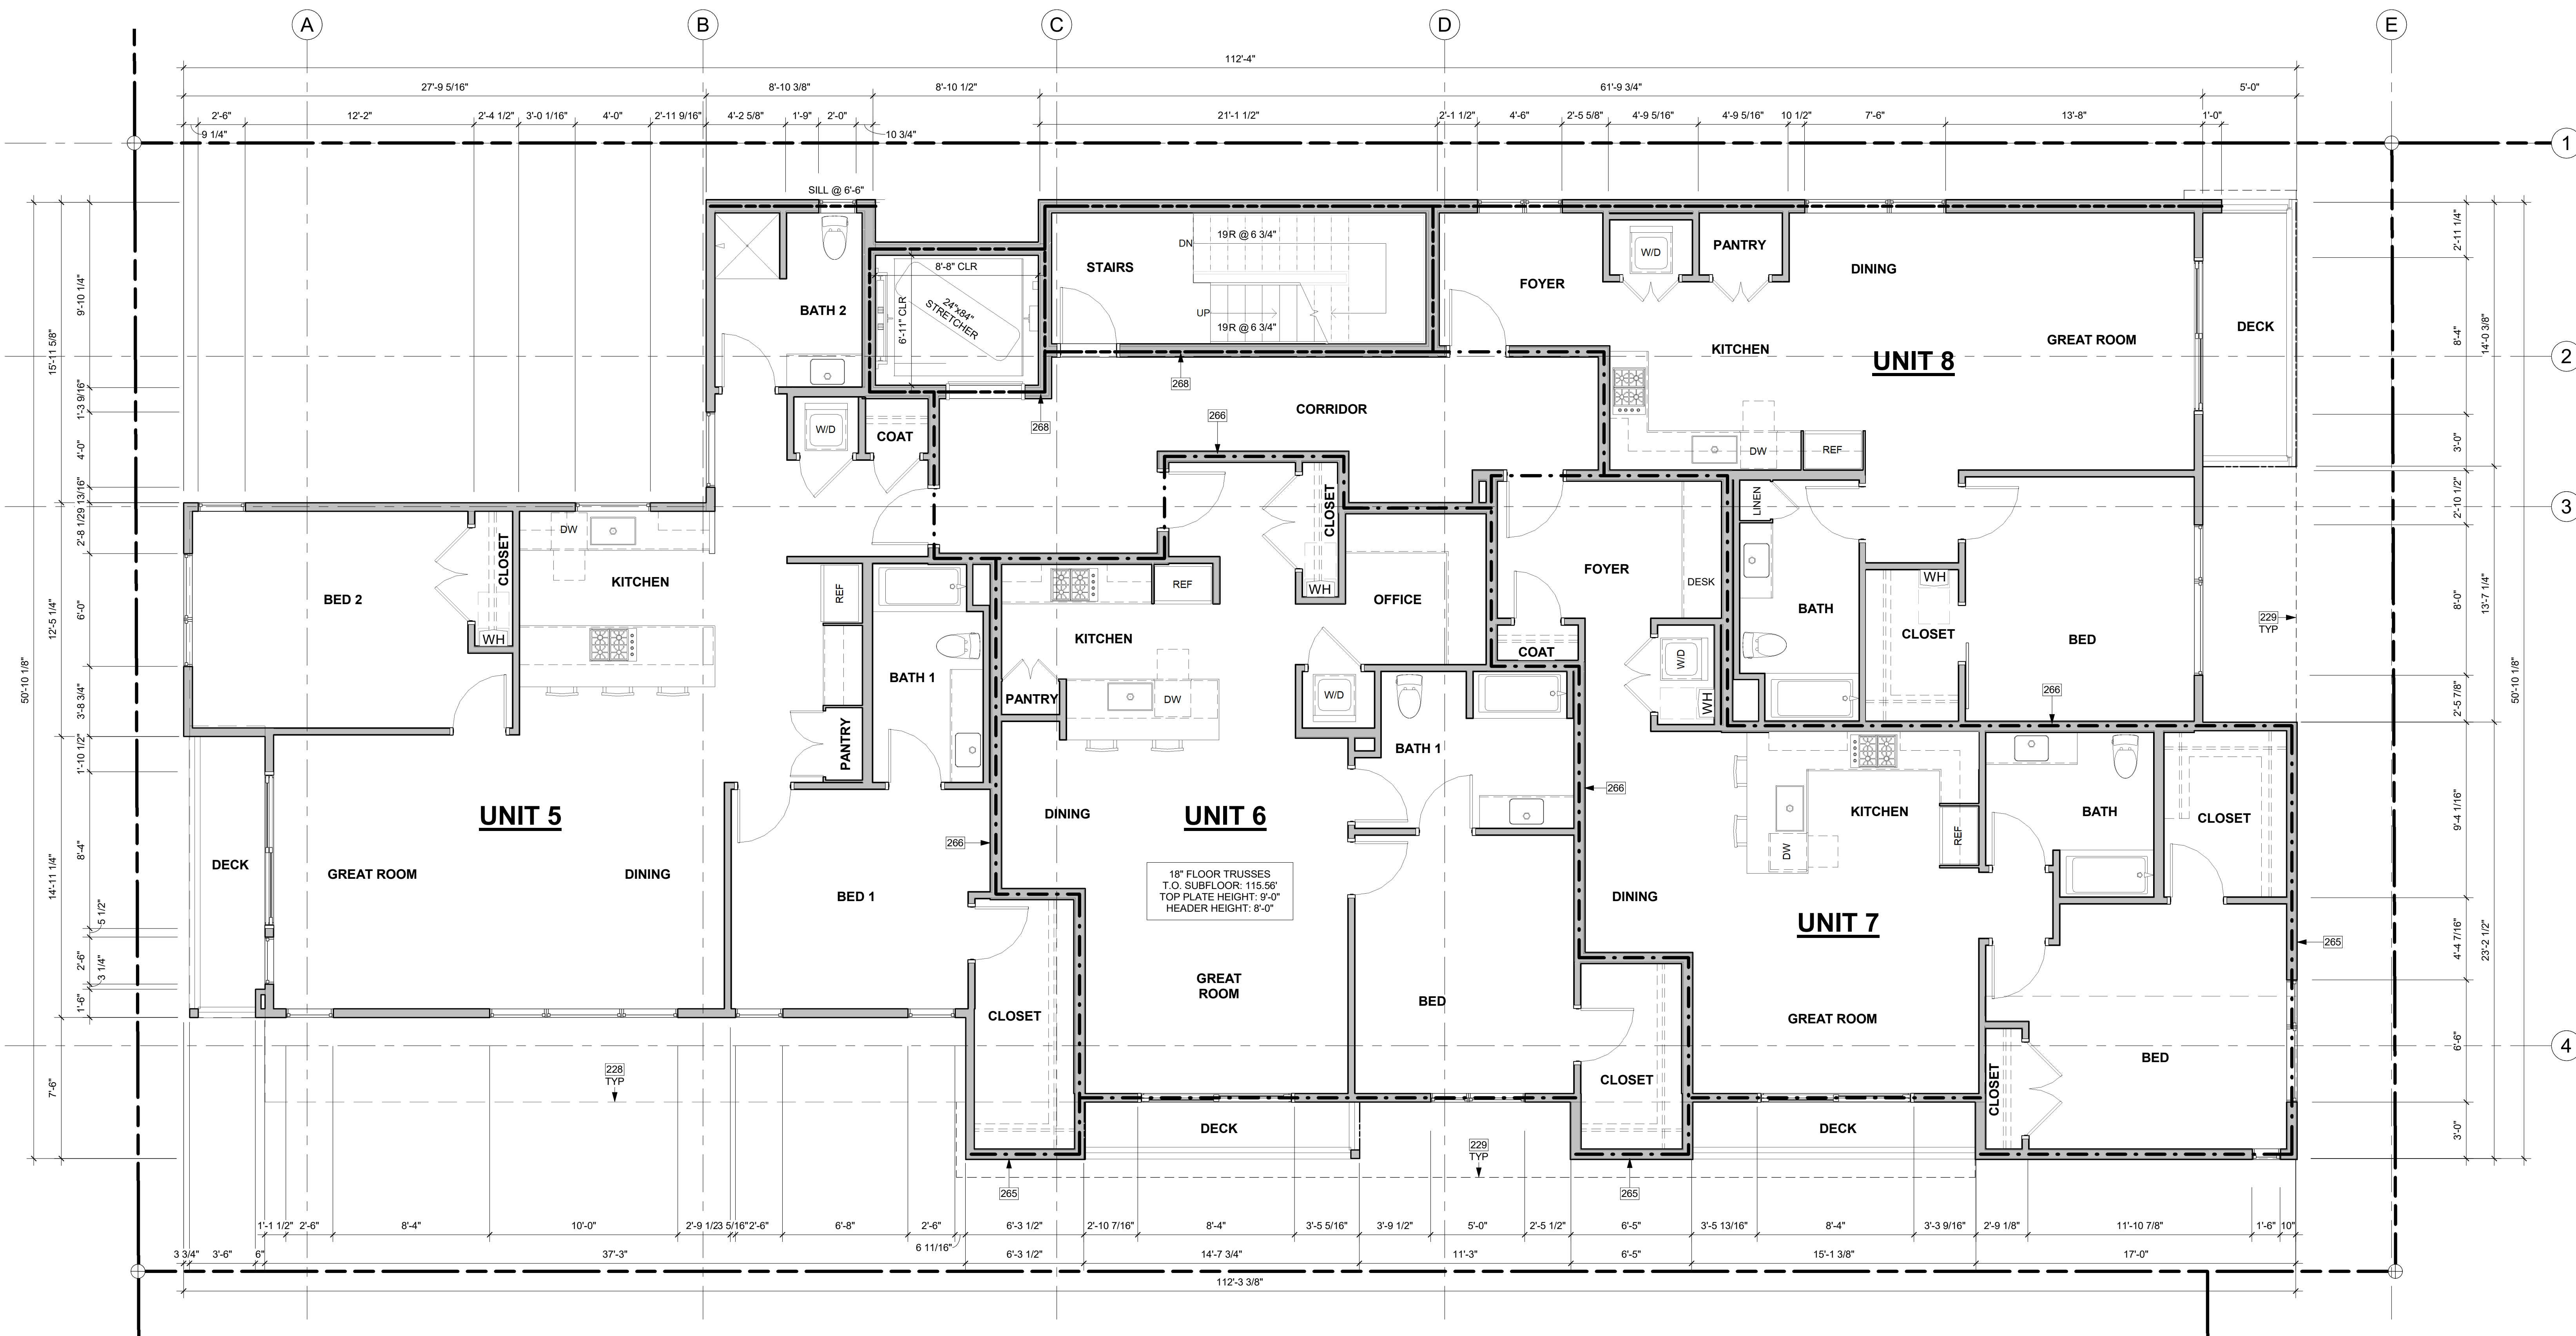 A
B
C
D
E
112'-4"
27'-9 5/16"
8'-10 3/8"
8'-10 1/2"
61'-9 3/4"
5'-0"
2'-6"
12'-2"
2'-4 1/2"
3'-0 1/16"
4'-0"
2'-11 9/16"
4'-2 5/8"
1'-9"
2'-0"
21'-1 1/2"
2'-1 1/2"
4'-6"
2'-5 5/8"
4'-9 5/16"
4'-9 5/16"
10 1/2"
7'-6"
13'-8"
1'-0"
9 1/4"
10 3/4"
1
2
3
4
SILL @ 6'-6"
50'-10 1/8"
15'-11 5/8"
12'-5 1/4"
14'-11 1/4"
7'-6"
9'-10 1/4"
1'-3 9/16"
4'-0"
9 13/16"
2'-8 1/2"
6'-0"
3'-8 3/4"
1'-10 1/2"
8'-4"
5 1/2"
2'-6"
3 1/4"
1'-6"
2'-11 1/4"
8'-4"
3'-0"
2'-10 1/2"
8'-0"
2'-5 7/8"
9'-4 1/16"
4'-4 7/16"
6'-6"
3'-0"
14'-0 3/8"
13'-7 1/4"
23'-2 1/2"
50'-10 1/8"
BATH 2
8'-8" CLR
6'-11" CLR
24"x84"
STRETCHER
W/D
COAT
STAIRS
DN
19R @ 6 3/4"
UP
19R @ 6 3/4"
268
268
CORRIDOR
266
FOYER
W/D
PANTRY
DINING
KITCHEN
UNIT 8
GREAT ROOM
DECK
DW
REF
LINEN
BATH
WH
CLOSET
BED
229
TYP
266
BED 2
CLOSET
WH
DW
KITCHEN
REF
PANTRY
BATH 1
UNIT 5
DECK
GREAT ROOM
DINING
BED 1
266
CLOSET
228
TYP
REF
KITCHEN
PANTRY
DW
CLOSET
WH
OFFICE
W/D
BATH 1
DINING
UNIT 6
18" FLOOR TRUSSES
T.O. SUBFLOOR: 115.56'
TOP PLATE HEIGHT: 9'-0"
HEADER HEIGHT: 8'-0"
GREAT
ROOM
BED
DECK
CLOSET
265
229
TYP
265
FOYER
DESK
COAT
W/D
WH
266
KITCHEN
DW
REF
DINING
UNIT 7
GREAT ROOM
DECK
BATH
CLOSET
265
BED
CLOSET
1'-1 1/2"
2'-6"
8'-4"
10'-0"
2'-9 1/2"
3 5/16"
2'-6"
6'-8"
2'-6"
6 11/16"
6'-3 1/2"
2'-10 7/16"
8'-4"
3'-5 5/16"
3'-9 1/2"
5'-0"
2'-5 1/2"
6'-5"
3'-5 13/16"
8'-4"
3'-3 9/16"
2'-9 1/8"
11'-10 7/8"
1'-6"
10"
3 3/4"
3'-6"
6"
37'-3"
6'-3 1/2"
14'-7 3/4"
11'-3"
6'-5"
15'-1 3/8"
17'-0"
112'-3 3/8"